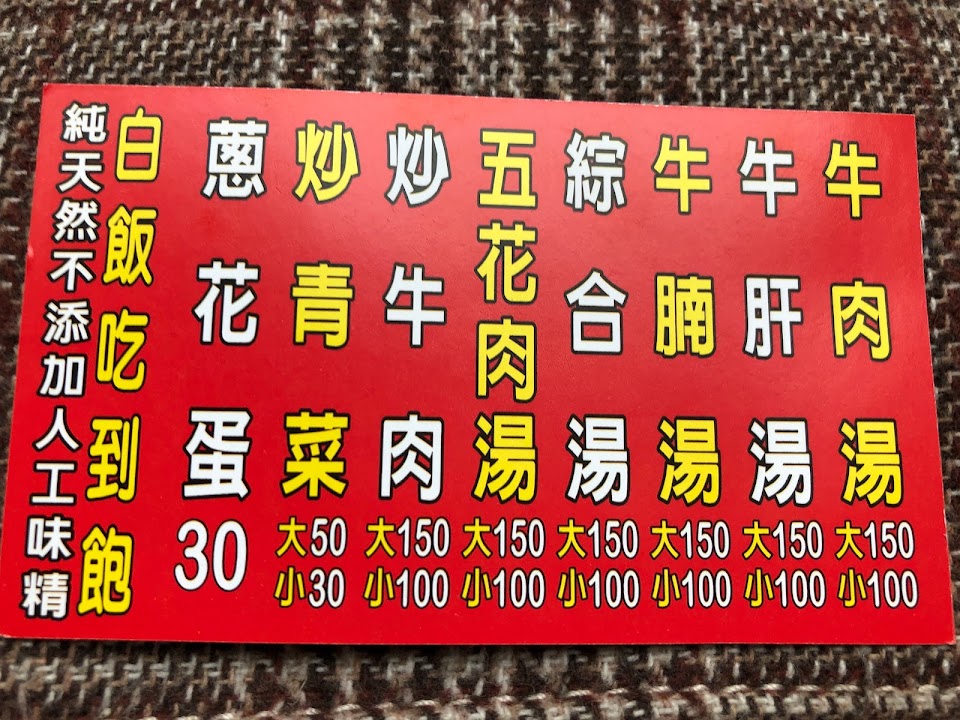 牛肉湯
大150
小100
牛肝湯
大150
小100
牛腩湯
大150
小100
綜合湯
大150
小100
五花肉湯
大150
小100
炒牛肉
大150
小100
炒青菜
大50
小30
蔥花蛋
30
白飯吃到飽
純天然不添加人工味精